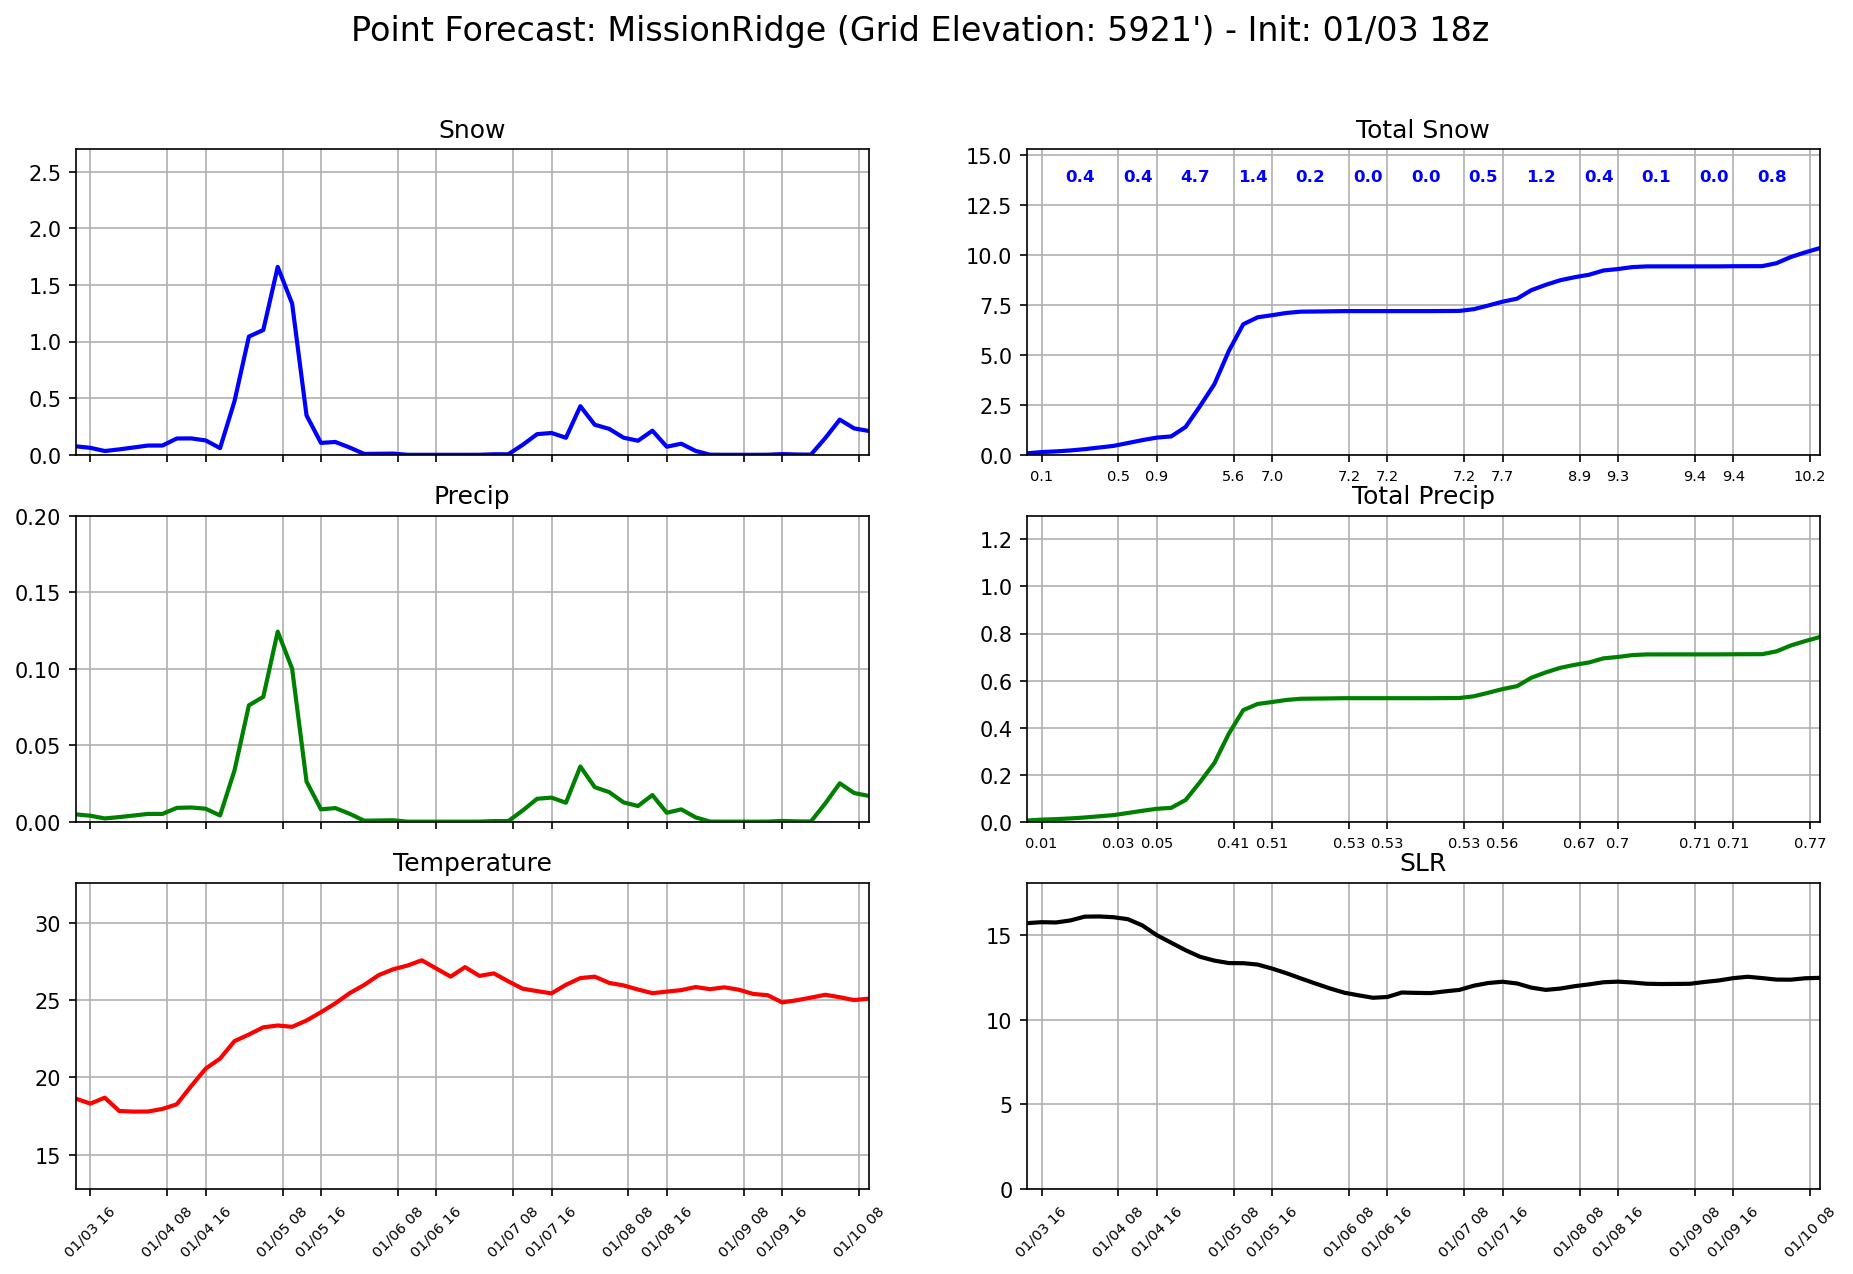 Point Forecast: MissionRidge (Grid Elevation: 5921') - Init: 01/03 18z
Snow
2.5
2.0
1.5
1.0
0.5
0.0
Total Snow
15.0
12.5
10.0
7.5
5.0
2.5
0.0
0.4 0.4 4.7 1.4 0.2 0.0 0.0 0.5 1.2 0.4 0.1 0.0 0.8
0.1 0.5 0.9 5.6 7.0 7.2 7.2 7.2 7.7 8.9 9.3 9.4 9.4 10.2
Precip
0.20
0.15
0.10
0.05
0.00
Total Precip
1.2
1.0
0.8
0.6
0.4
0.2
0.0
0.01 0.03 0.05 0.41 0.51 0.53 0.53 0.53 0.56 0.67 0.7 0.71 0.71 0.77
Temperature
30
25
20
15
01/03 16 01/04 08 01/04 16 01/05 08 01/05 16 01/06 08 01/06 16 01/07 08 01/07 16 01/08 08 01/08 16 01/09 08 01/09 16 01/10 08
SLR
15
10
5
0
01/03 16 01/04 08 01/04 16 01/05 08 01/05 16 01/06 08 01/06 16 01/07 08 01/07 16 01/08 08 01/08 16 01/09 08 01/09 16 01/10 08